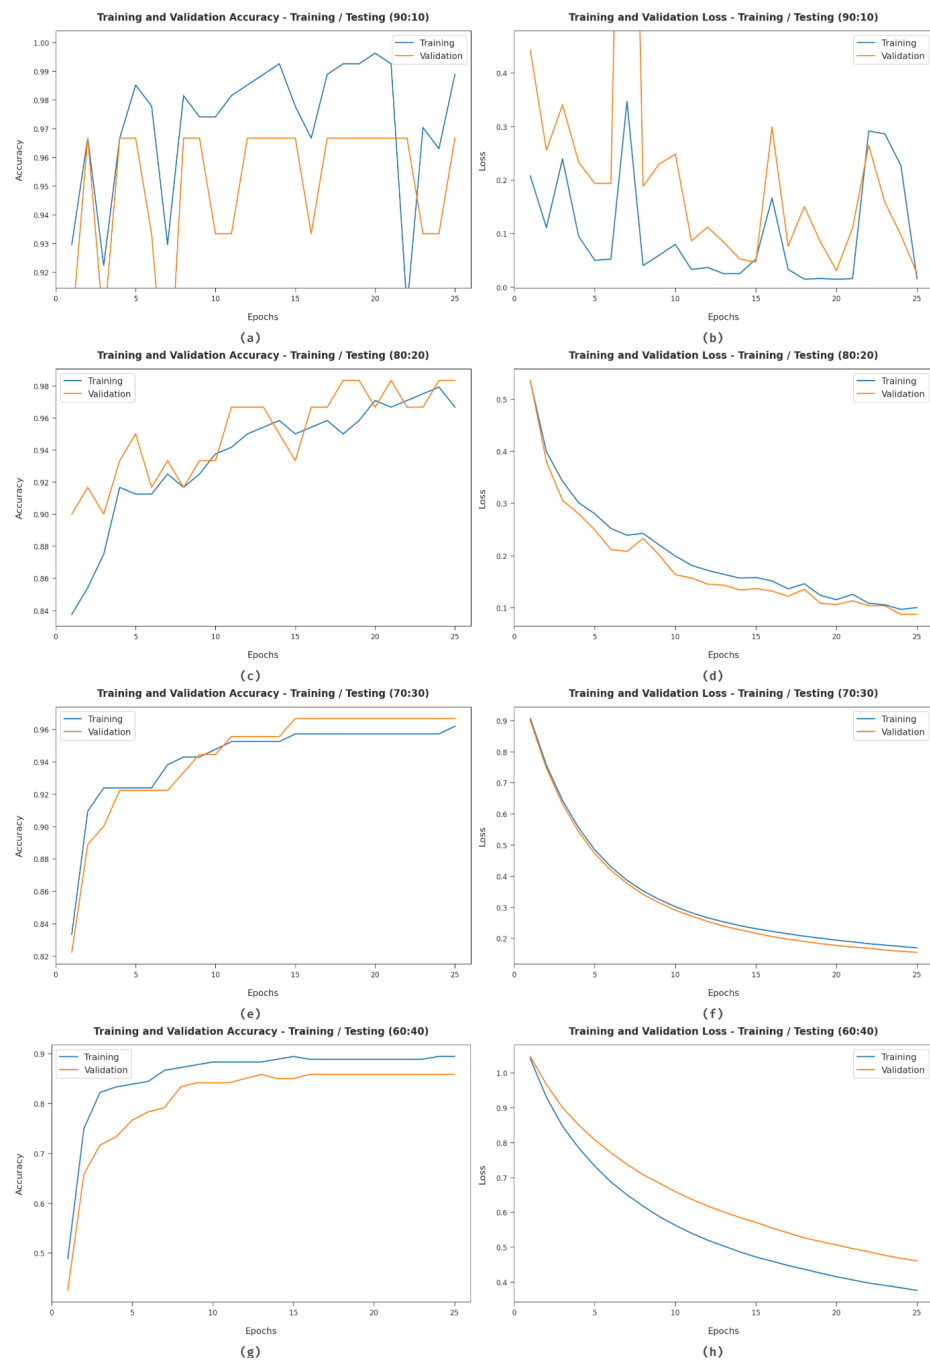 Training and Validation Accuracy - Training / Testing (90:10)
1.00
0.99
0.98
0.97
0.96
0.95
0.94
0.93
0.92
Accuracy
Training
Validation
0 5 10 15 20 25
Epochs
(a)
Training and Validation Loss - Training / Testing (90:10)
0.4
0.3
0.2
0.1
0.0
Loss
Training
Validation
0 5 10 15 20 25
Epochs
(b)
Training and Validation Accuracy - Training / Testing (80:20)
0.98
0.96
0.94
0.92
0.90
0.88
0.86
0.84
Accuracy
Training
Validation
0 5 10 15 20 25
Epochs
(c)
Training and Validation Loss - Training / Testing (80:20)
0.5
0.4
0.3
0.2
0.1
Loss
Training
Validation
0 5 10 15 20 25
Epochs
(d)
Training and Validation Accuracy - Training / Testing (70:30)
0.96
0.94
0.92
0.90
0.88
0.86
0.84
0.82
Accuracy
Training
Validation
0 5 10 15 20 25
Epochs
(e)
Training and Validation Loss - Training / Testing (70:30)
0.9
0.8
0.7
0.6
0.5
0.4
0.3
0.2
Loss
Training
Validation
0 5 10 15 20 25
Epochs
(f)
Training and Validation Accuracy - Training / Testing (60:40)
0.9
0.8
0.7
0.6
0.5
Accuracy
Training
Validation
0 5 10 15 20 25
Epochs
(g)
Training and Validation Loss - Training / Testing (60:40)
1.0
0.9
0.8
0.7
0.6
0.5
0.4
Loss
Training
Validation
0 5 10 15 20 25
Epochs
(h)